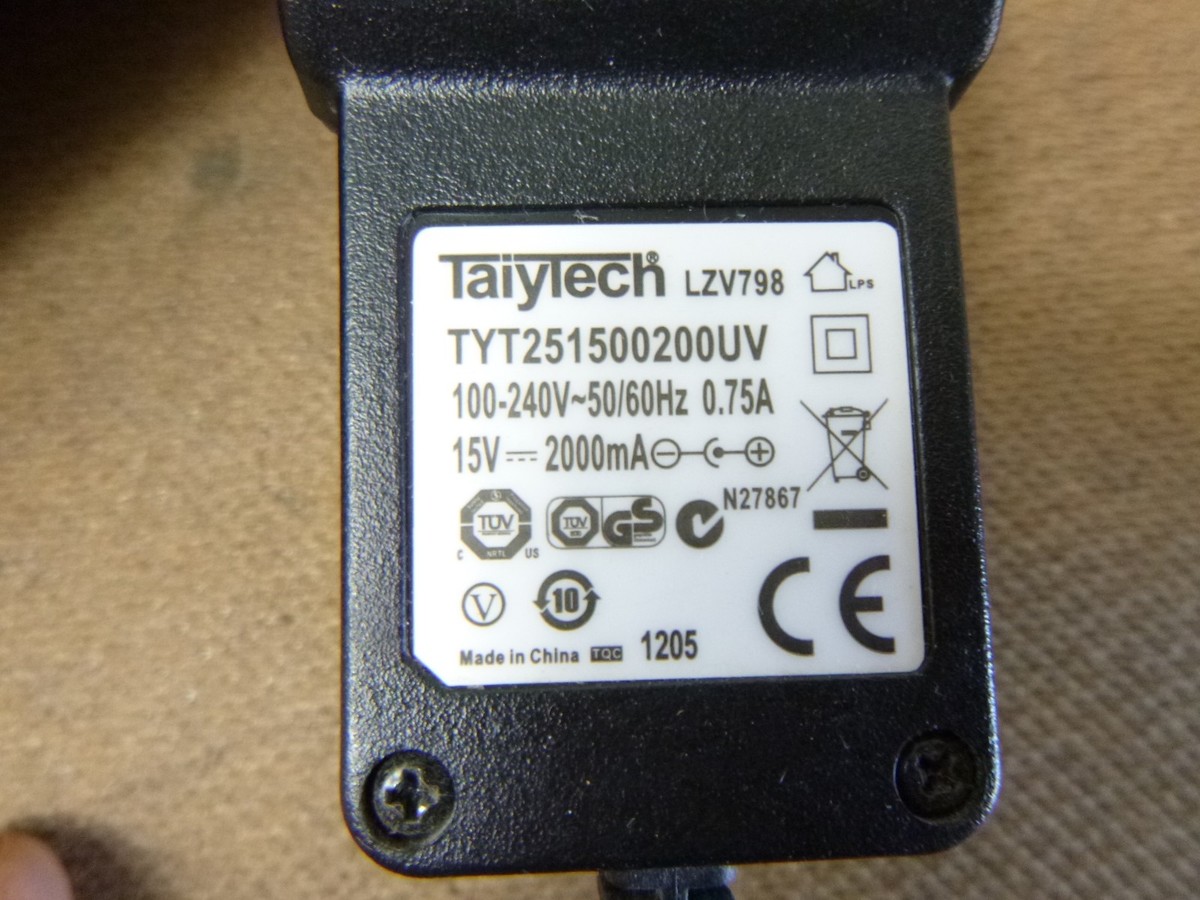 TaiyTech® LZV798
LPS
TYT251500200UV
100-240V~50/60Hz 0.75A
15V⎓2000mA
N27867
TÜV
NRTL
C US
TÜV
GS
V
10
CE
Made in China TQC 1205